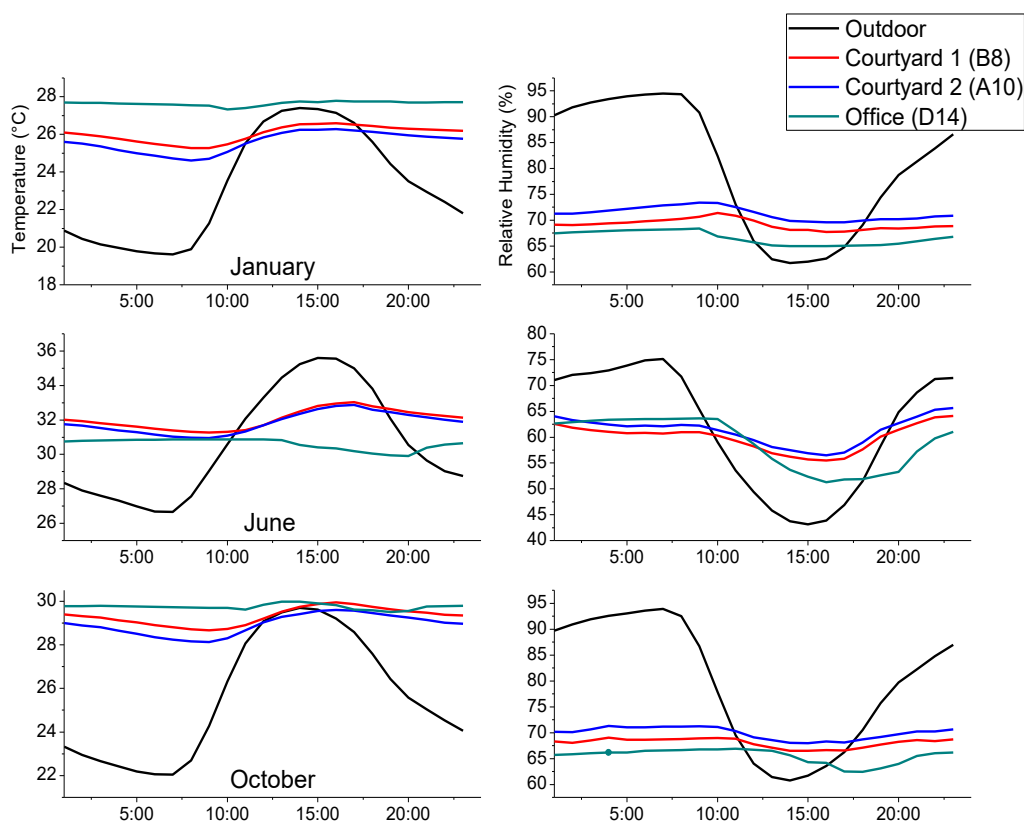 Outdoor
Courtyard 1 (B8)
Courtyard 2 (A10)
Office (D14)
Temperature (°C)
28
26
24
22
20
18
January
5:00 10:00 15:00 20:00
Relative Humidity (%)
95
90
85
80
75
70
65
60
5:00 10:00 15:00 20:00
36
34
32
30
28
26
June
5:00 10:00 15:00 20:00
80
75
70
65
60
55
50
45
40
5:00 10:00 15:00 20:00
30
28
26
24
22
October
5:00 10:00 15:00 20:00
95
90
85
80
75
70
65
60
5:00 10:00 15:00 20:00